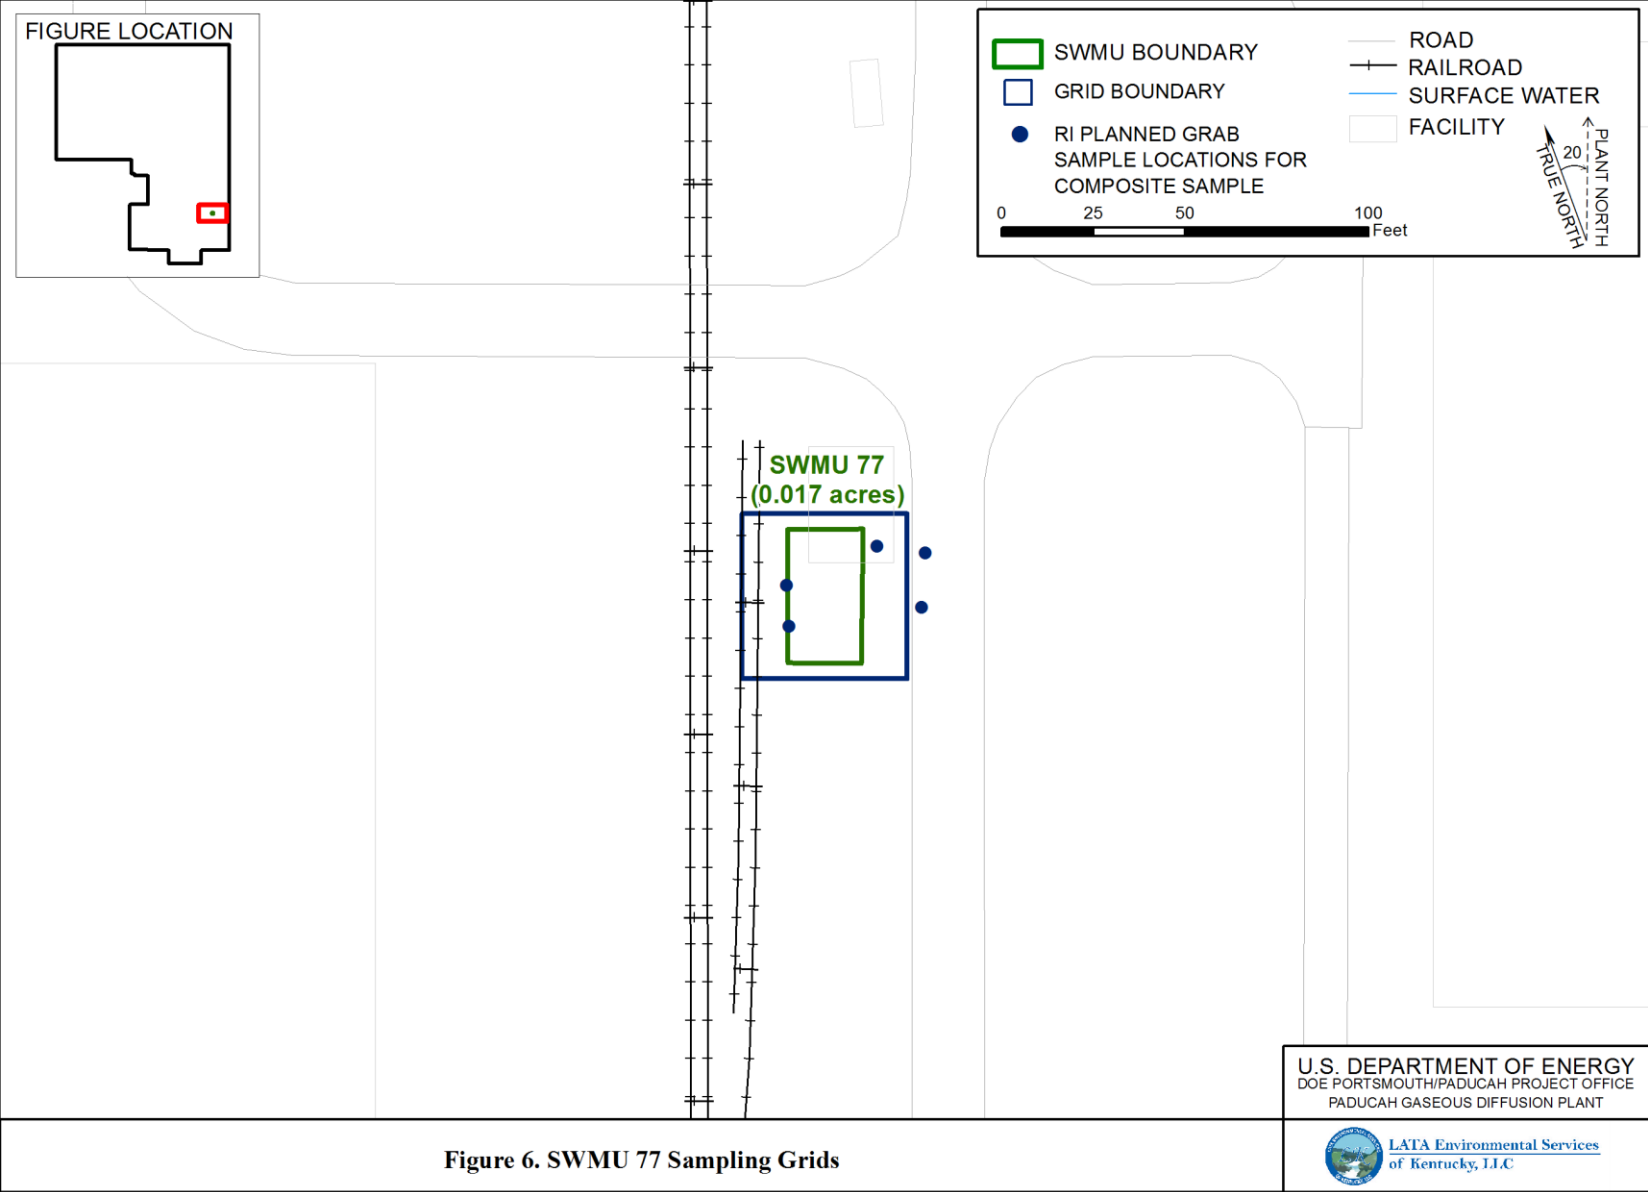 FIGURE LOCATION
SWMU BOUNDARY
GRID BOUNDARY
RI PLANNED GRAB
SAMPLE LOCATIONS FOR
COMPOSITE SAMPLE
ROAD
RAILROAD
SURFACE WATER
FACILITY
20
TRUE NORTH
PLANT NORTH
0 25 50 100
Feet
SWMU 77
(0.017 acres)
U.S. DEPARTMENT OF ENERGY
DOE PORTSMOUTH/PADUCAH PROJECT OFFICE
PADUCAH GASEOUS DIFFUSION PLANT
Figure 6. SWMU 77 Sampling Grids
LATA Environmental Services
of Kentucky, LLC